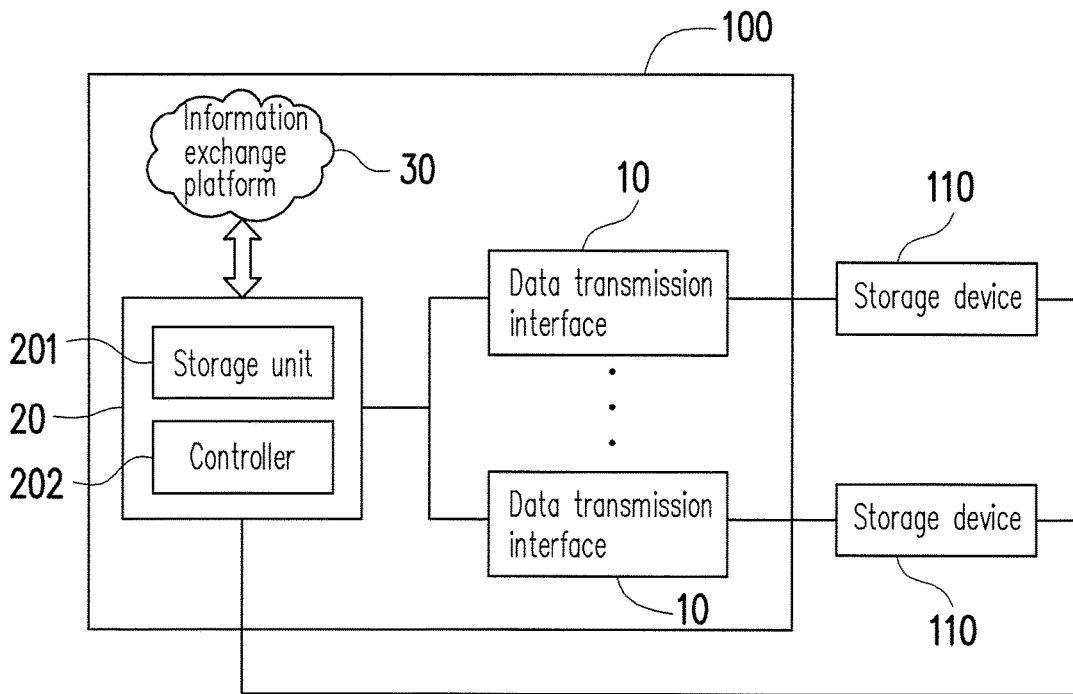 100
Information
exchange
platform
30
10
110
Data transmission
interface
Storage device
201
Storage unit
20
202
Controller
Data transmission
interface
Storage device
10
110